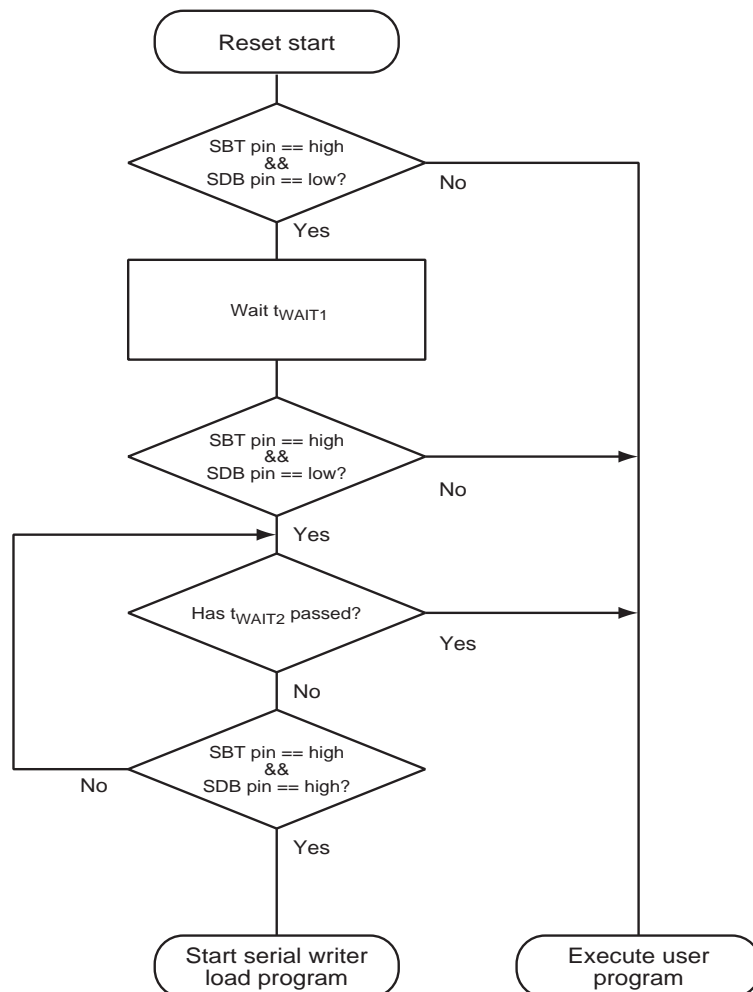 Reset start
SBT pin == high
&&
SDB pin == low?
No
Yes
Wait tWAIT1
SBT pin == high
&&
SDB pin == low?
No
Yes
Has tWAIT2 passed?
Yes
No
SBT pin == high
&&
SDB pin == high?
No
Yes
Start serial writer
load program
Execute user
program